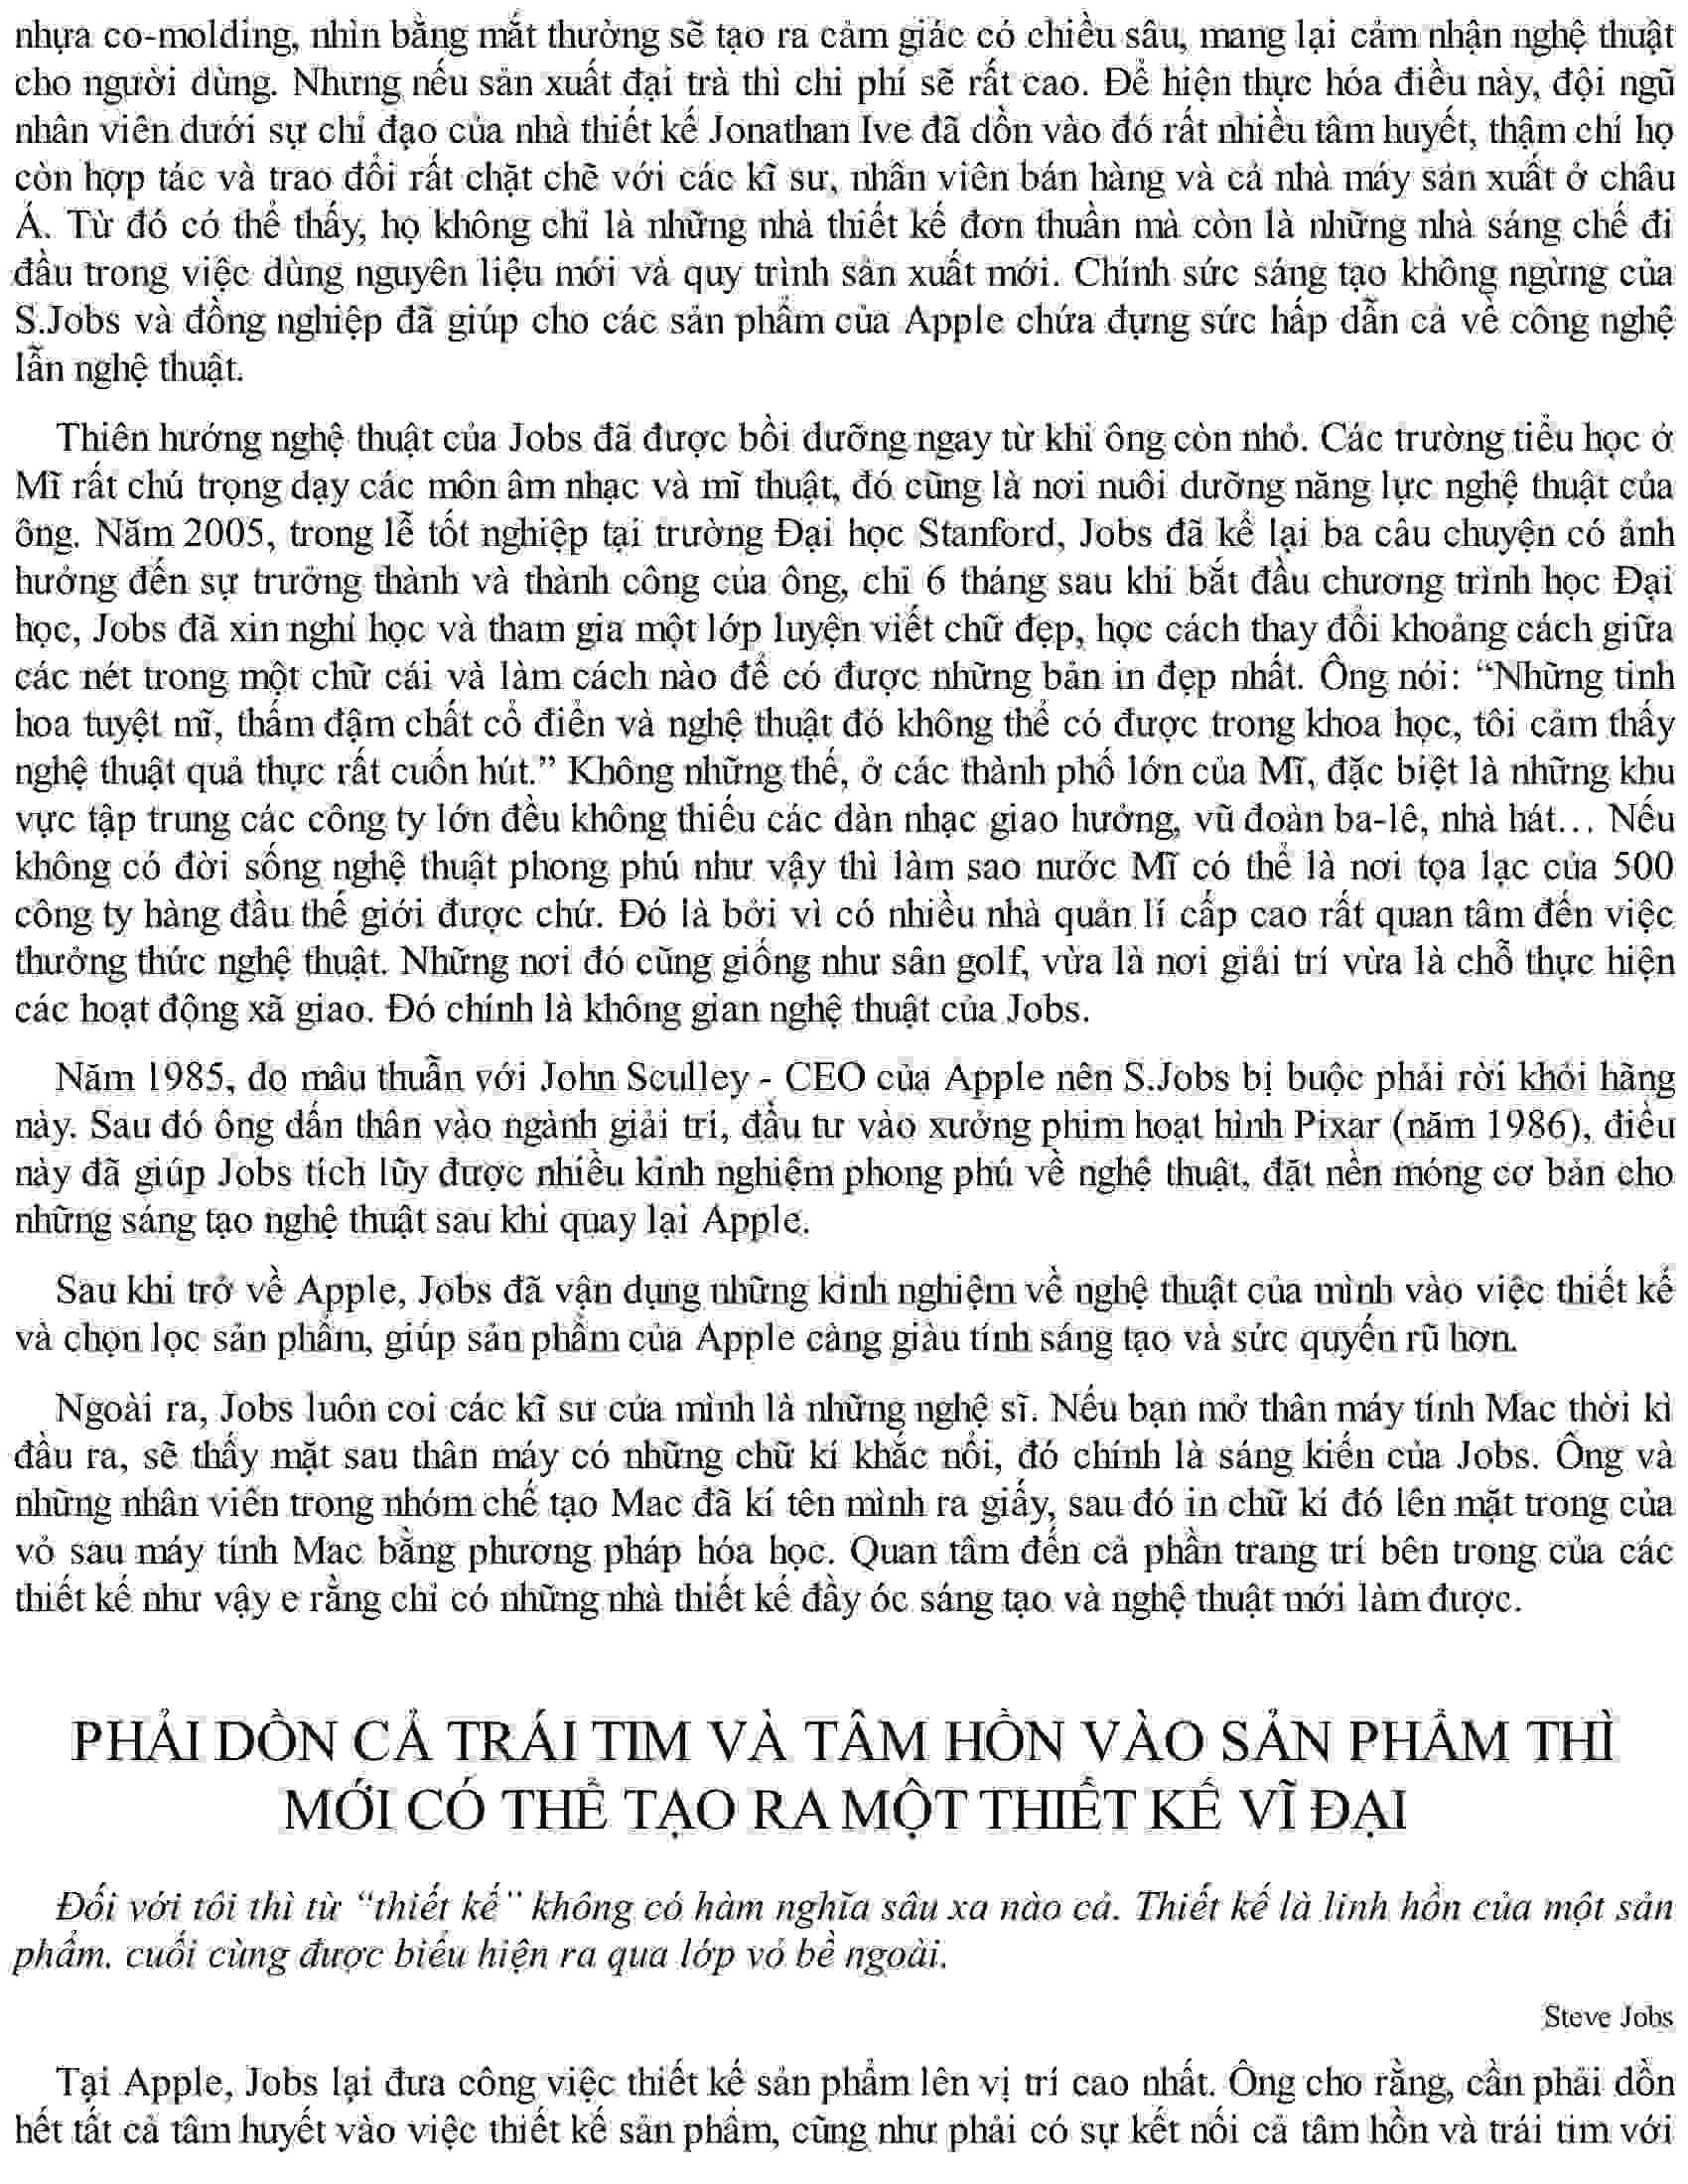 nhựa co-molding, nhìn bằng mắt thường sẽ tạo ra cảm giác có chiều sâu, mang lại cảm nhận nghệ thuật
cho người dùng. Nhưng nếu sản xuất đại trà thì chi phí sẽ rất cao. Để hiện thực hóa điều này, đội ngũ
nhân viên dưới sự chỉ đạo của nhà thiết kế Jonathan Ive đã dồn vào đó rất nhiều tâm huyết, thậm chí họ
còn hợp tác và trao đổi rất chặt chẽ với các kĩ sư, nhân viên bán hàng và cả nhà máy sản xuất ở châu
Á. Từ đó có thể thấy, họ không chỉ là những nhà thiết kế đơn thuần mà còn là những nhà sáng chế đi
đầu trong việc dùng nguyên liệu mới và quy trình sản xuất mới. Chính sức sáng tạo không ngừng của
S.Jobs và đồng nghiệp đã giúp cho các sản phẩm của Apple chứa đựng sức hấp dẫn cả về công nghệ
lẫn nghệ thuật.
Thiên hướng nghệ thuật của Jobs đã được bồi dưỡng ngay từ khi ông còn nhỏ. Các trường tiểu học ở
Mĩ rất chú trọng dạy các môn âm nhạc và mĩ thuật, đó cũng là nơi nuôi dưỡng năng lực nghệ thuật của
ông. Năm 2005, trong lễ tốt nghiệp tại trường Đại học Stanford, Jobs đã kể lại ba câu chuyện có ảnh
hưởng đến sự trưởng thành và thành công của ông, chỉ 6 tháng sau khi bắt đầu chương trình học Đại
học, Jobs đã xin nghỉ học và tham gia một lớp luyện viết chữ đẹp, học cách thay đổi khoảng cách giữa
các nét trong một chữ cái và làm cách nào để có được những bản in đẹp nhất. Ông nói: “Những tinh
hoa tuyệt mĩ, thấm đậm chất cổ điển và nghệ thuật đó không thể có được trong khoa học, tôi cảm thấy
nghệ thuật quả thực rất cuốn hút.” Không những thế, ở các thành phố lớn của Mĩ, đặc biệt là những khu
vực tập trung các công ty lớn đều không thiếu các dàn nhạc giao hưởng, vũ đoàn ba-lê, nhà hát… Nếu
không có đời sống nghệ thuật phong phú như vậy thì làm sao nước Mĩ có thể là nơi tọa lạc của 500
công ty hàng đầu thế giới được chứ. Đó là bởi vì có nhiều nhà quản lí cấp cao rất quan tâm đến việc
thưởng thức nghệ thuật. Những nơi đó cũng giống như sân golf, vừa là nơi giải trí vừa là chỗ thực hiện
các hoạt động xã giao. Đó chính là không gian nghệ thuật của Jobs.
Năm 1985, do mâu thuẫn với John Sculley - CEO của Apple nên S.Jobs bị buộc phải rời khỏi hãng
này. Sau đó ông dấn thân vào ngành giải trí, đầu tư vào xưởng phim hoạt hình Pixar (năm 1986), điều
này đã giúp Jobs tích lũy được nhiều kinh nghiệm phong phú về nghệ thuật, đặt nền móng cơ bản cho
những sáng tạo nghệ thuật sau khi quay lại Apple.
Sau khi trở về Apple, Jobs đã vận dụng những kinh nghiệm về nghệ thuật của mình vào việc thiết kế
và chọn lọc sản phẩm, giúp sản phẩm của Apple càng giàu tính sáng tạo và sức quyến rũ hơn.
Ngoài ra, Jobs luôn coi các kĩ sư của mình là những nghệ sĩ. Nếu bạn mở thân máy tính Mac thời kì
đầu ra, sẽ thấy mặt sau thân máy có những chữ kí khắc nổi, đó chính là sáng kiến của Jobs. Ông và
những nhân viên trong nhóm chế tạo Mac đã kí tên mình ra giấy, sau đó in chữ kí đó lên mặt trong của
vỏ sau máy tính Mac bằng phương pháp hóa học. Quan tâm đến cả phần trang trí bên trong của các
thiết kế như vậy e rằng chỉ có những nhà thiết kế đầy óc sáng tạo và nghệ thuật mới làm được.
PHẢI DỒN CẢ TRÁI TIM VÀ TÂM HỒN VÀO SẢN PHẨM THÌ
MỚI CÓ THỂ TẠO RA MỘT THIẾT KẾ VĨ ĐẠI
Đối với tôi thì từ “thiết kế” không có hàm nghĩa sâu xa nào cả. Thiết kế là linh hồn của một sản
phẩm. cuối cùng được biểu hiện ra qua lớp vỏ bề ngoài.
Steve Jobs
Tại Apple, Jobs lại đưa công việc thiết kế sản phẩm lên vị trí cao nhất. Ông cho rằng, cần phải dồn
hết tất cả tâm huyết vào việc thiết kế sản phẩm, cũng như phải có sự kết nối cả tâm hồn và trái tim với